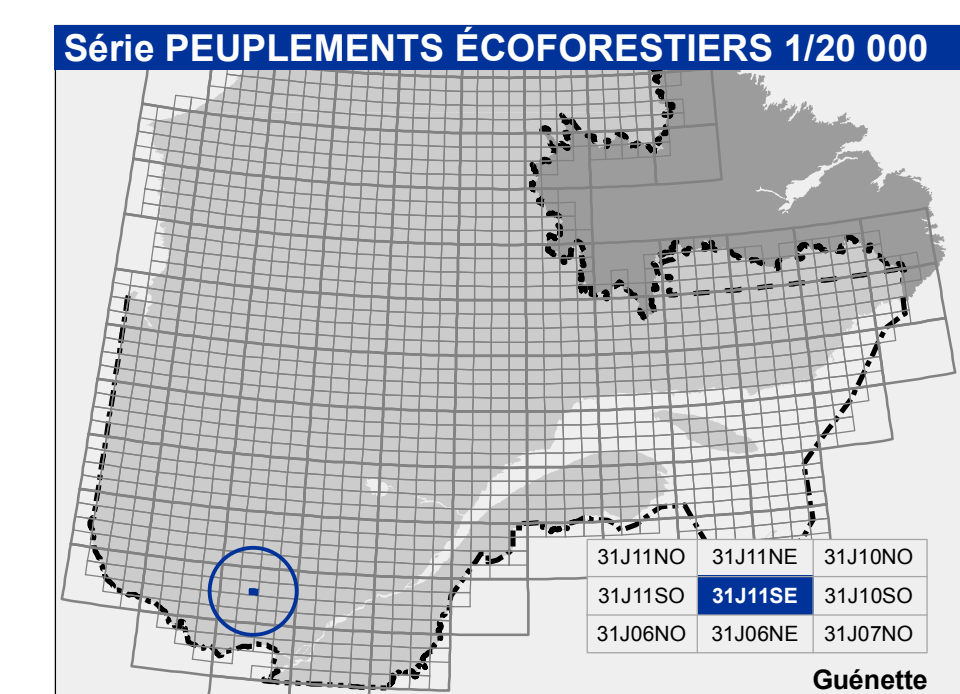 Série PEUPLEMENTS ÉCOFORESTIERS 1/20 000
31J11NO 31J11NE 31J10NO
31J11SO 31J11SE 31J10SO
31J06NO 31J06NE 31J07NO
Guénette